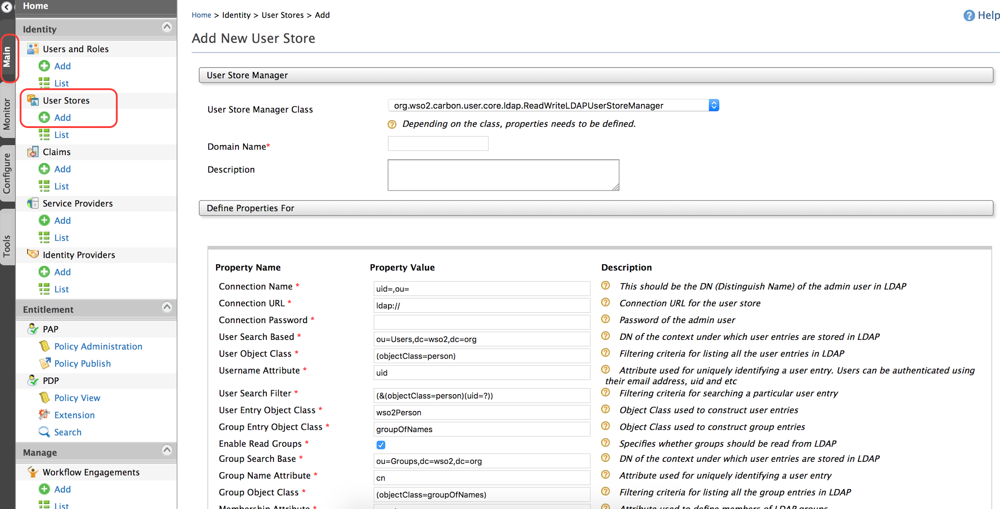 Home
Identity
Users and Roles
Add
List
User Stores
Add
List
Claims
Add
List
Service Providers
Add
List
Identity Providers
Add
List
Entitlement
PAP
Policy Administration
Policy Publish
PDP
Policy View
Extension
Search
Manage
Workflow Engagements
Add
List
Main
Monitor
Configure
Tools
Home > Identity > User Stores > Add
Help
Add New User Store
User Store Manager
User Store Manager Class org.wso2.carbon.user.core.ldap.ReadWriteLDAPUserStoreManager
Depending on the class, properties needs to be defined.
Domain Name*
Description
Define Properties For
Property Name Property Value Description
Connection Name * uid=,ou= This should be the DN (Distinguish Name) of the admin user in LDAP
Connection URL * ldap:// Connection URL for the user store
Connection Password * Password of the admin user
User Search Based * ou=Users,dc=wso2,dc=org DN of the context under which user entries are stored in LDAP
User Object Class * (objectClass=person) Filtering criteria for listing all the user entries in LDAP
Username Attribute * uid Attribute used for uniquely identifying a user entry. Users can be authenticated using
their email address, uid and etc
User Search Filter * (&(objectClass=person)(uid=?)) Filtering criteria for searching a particular user entry
User Entry Object Class * wso2Person Object Class used to construct user entries
Group Entry Object Class * groupOfNames Object Class used to construct group entries
Enable Read Groups * Specifies whether groups should be read from LDAP
Group Search Base * ou=Groups,dc=wso2,dc=org DN of the context under which user entries are stored in LDAP
Group Name Attribute * cn Attribute used for uniquely identifying a user entry
Group Object Class * (objectClass=groupOfNames) Filtering criteria for listing all the group entries in LDAP
Membership Attribute * Attribute used to define members of LDAP groups